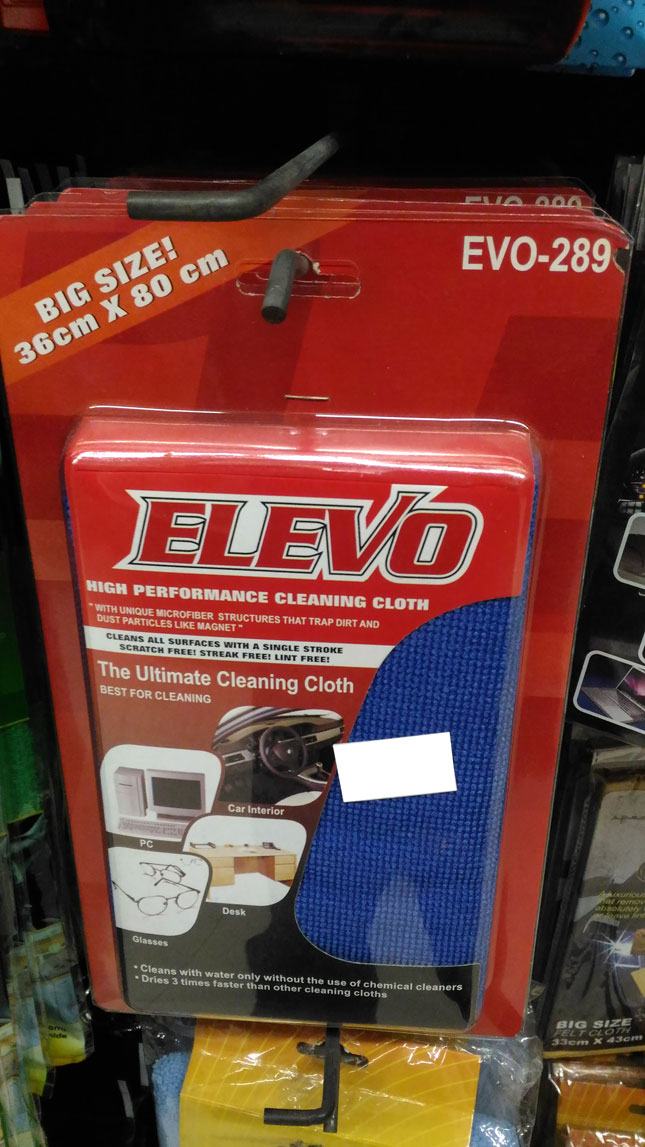 EVO-289
BIG SIZE!
36cm X 80 cm
ELEVO
HIGH PERFORMANCE CLEANING CLOTH
"WITH UNIQUE MICROFIBER STRUCTURES THAT TRAP DIRT AND
DUST PARTICLES LIKE MAGNET"
CLEANS ALL SURFACES WITH A SINGLE STROKE
SCRATCH FREE! STREAK FREE! LINT FREE!
The Ultimate Cleaning Cloth
BEST FOR CLEANING
Car Interior
PC
Desk
Glasses
• Cleans with water only without the use of chemical cleaners
• Dries 3 times faster than other cleaning cloths
BIG SIZE
FELT CLOTH
33cm X 43cm